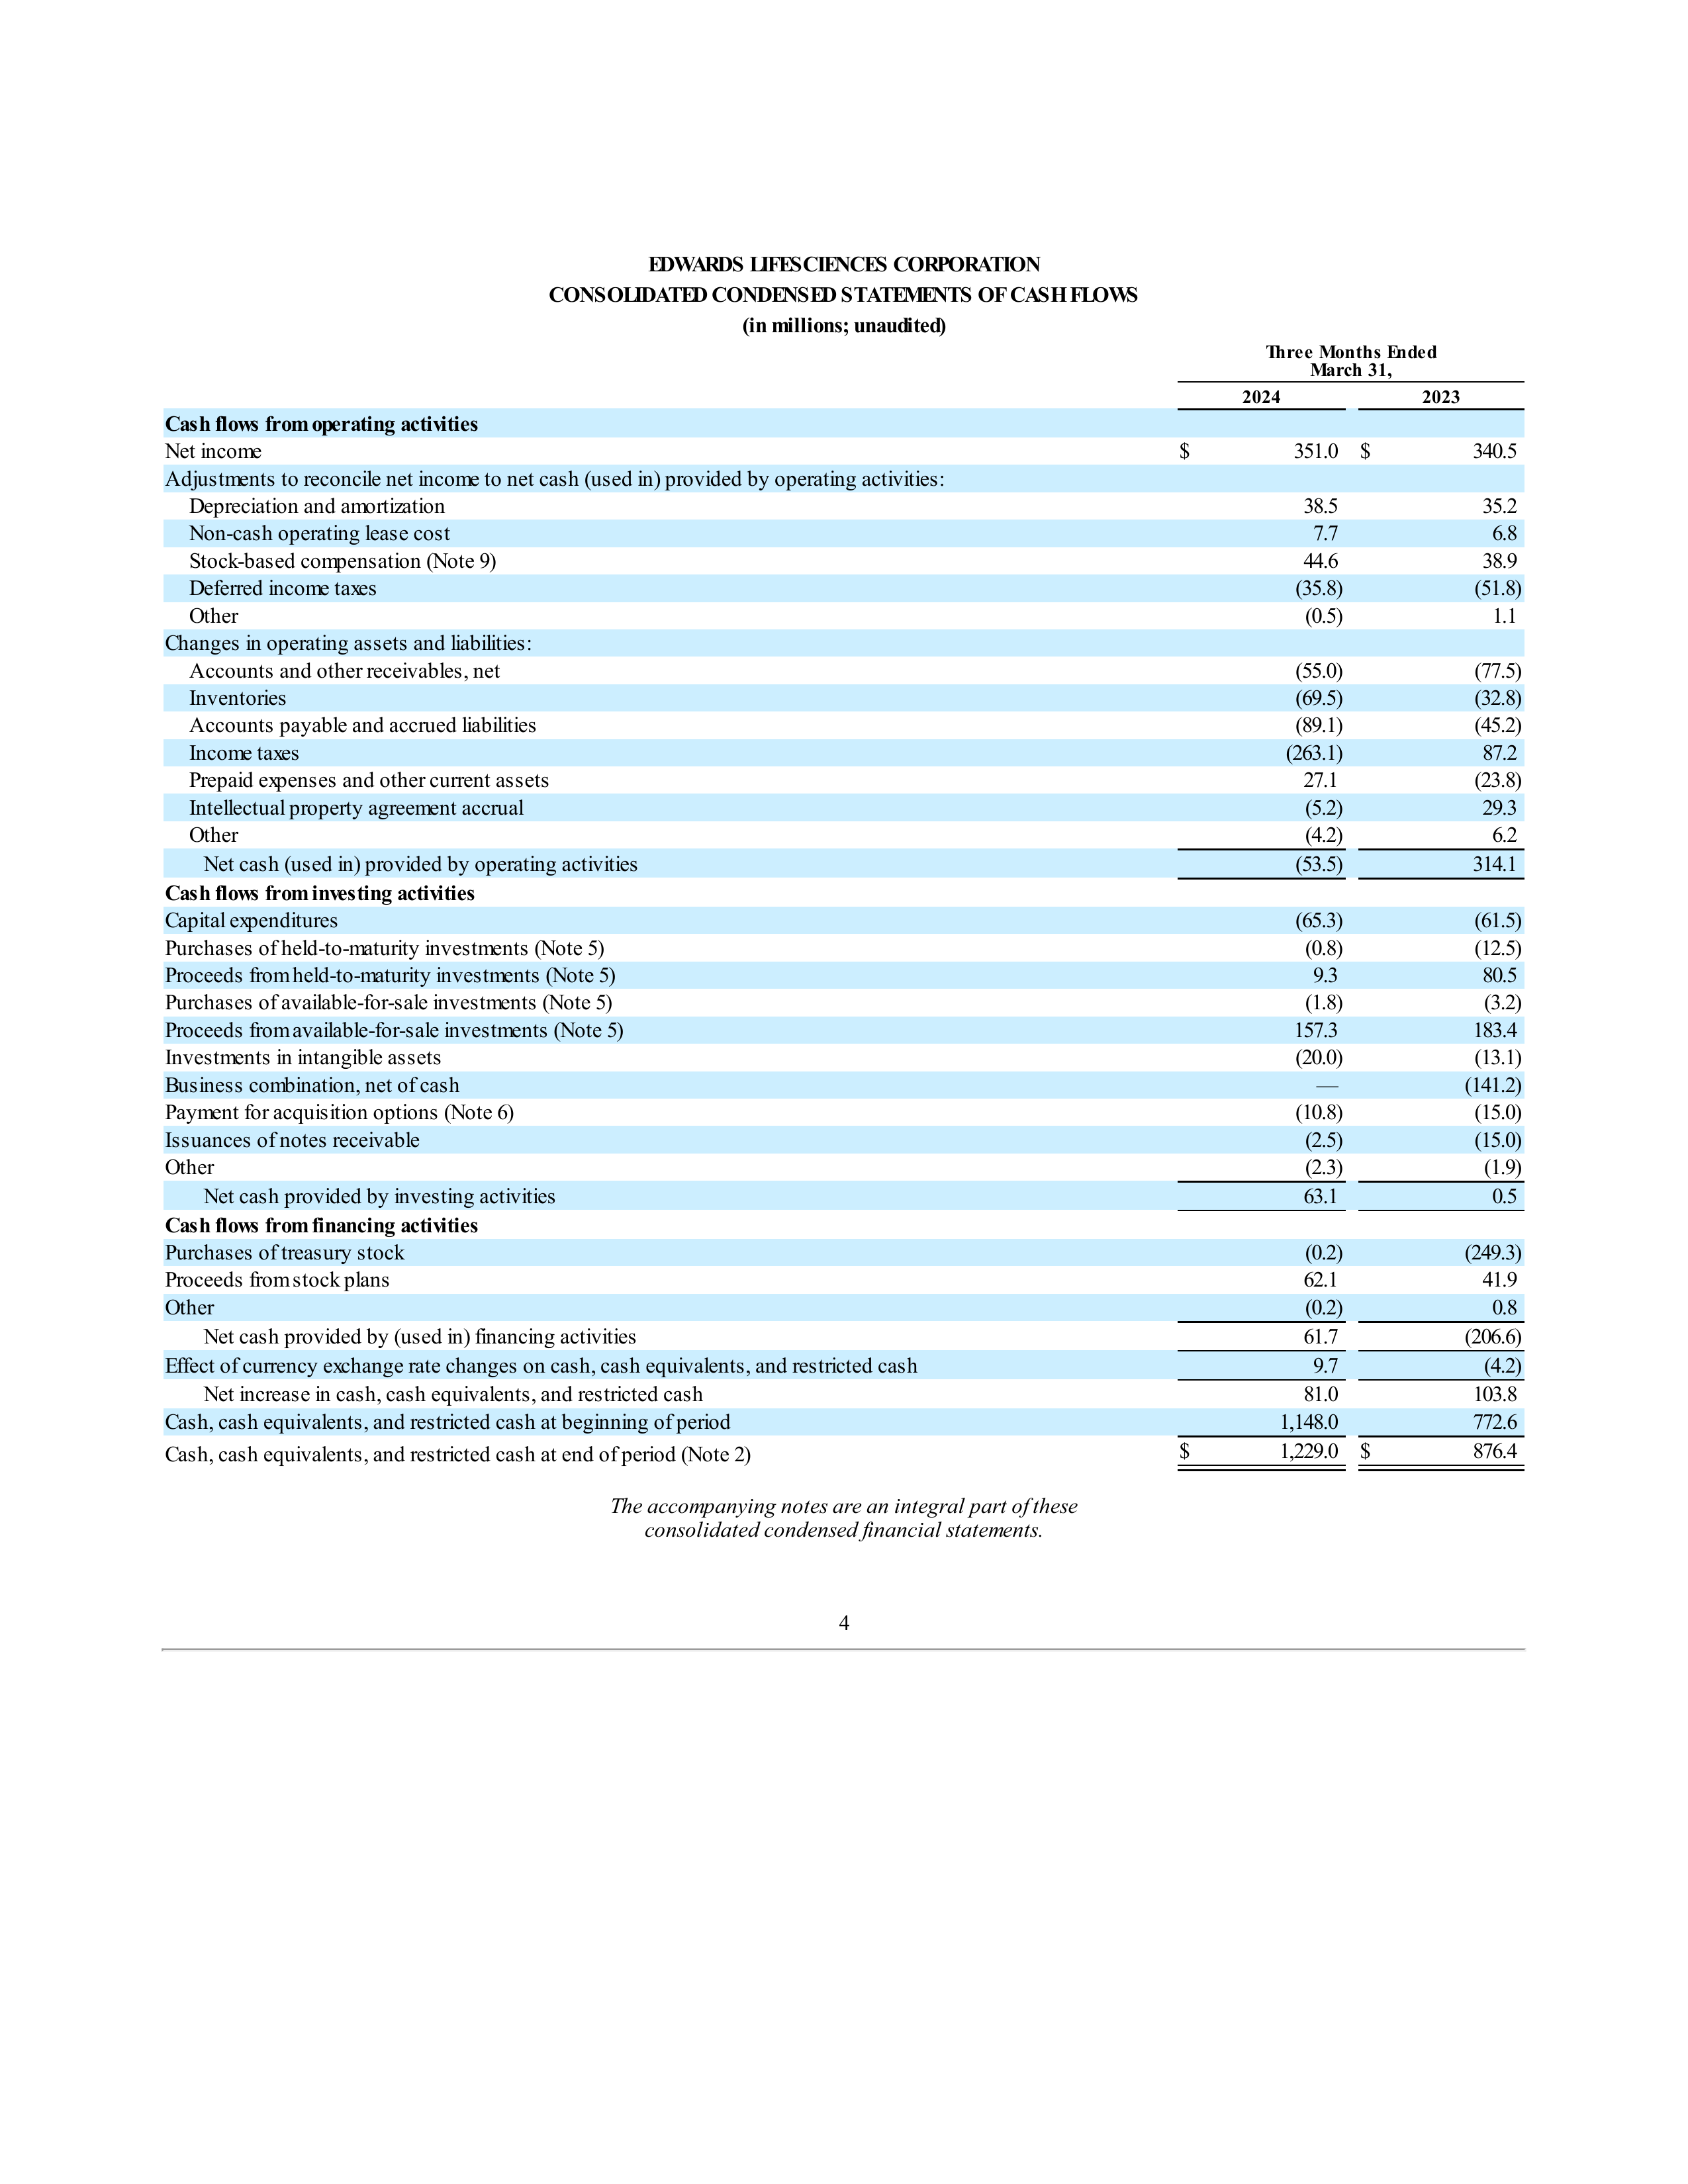 EDWARDS LIFESCIENCES CORPORATION
CONSOLIDATED CONDENSED STATEMENTS OF CASH FLOWS
(in millions; unaudited)
Three Months Ended
March 31,
2024 2023
Cash flows from operating activities
Net income $ 351.0 $ 340.5
Adjustments to reconcile net income to net cash (used in) provided by operating activities:
Depreciation and amortization 38.5 35.2
Non-cash operating lease cost 7.7 6.8
Stock-based compensation (Note 9) 44.6 38.9
Deferred income taxes (35.8) (51.8)
Other (0.5) 1.1
Changes in operating assets and liabilities:
Accounts and other receivables, net (55.0) (77.5)
Inventories (69.5) (32.8)
Accounts payable and accrued liabilities (89.1) (45.2)
Income taxes (263.1) 87.2
Prepaid expenses and other current assets 27.1 (23.8)
Intellectual property agreement accrual (5.2) 29.3
Other (4.2) 6.2
Net cash (used in) provided by operating activities (53.5) 314.1
Cash flows from investing activities
Capital expenditures (65.3) (61.5)
Purchases of held-to-maturity investments (Note 5) (0.8) (12.5)
Proceeds from held-to-maturity investments (Note 5) 9.3 80.5
Purchases of available-for-sale investments (Note 5) (1.8) (3.2)
Proceeds from available-for-sale investments (Note 5) 157.3 183.4
Investments in intangible assets (20.0) (13.1)
Business combination, net of cash — (141.2)
Payment for acquisition options (Note 6) (10.8) (15.0)
Issuances of notes receivable (2.5) (15.0)
Other (2.3) (1.9)
Net cash provided by investing activities 63.1 0.5
Cash flows from financing activities
Purchases of treasury stock (0.2) (249.3)
Proceeds from stock plans 62.1 41.9
Other (0.2) 0.8
Net cash provided by (used in) financing activities 61.7 (206.6)
Effect of currency exchange rate changes on cash, cash equivalents, and restricted cash 9.7 (4.2)
Net increase in cash, cash equivalents, and restricted cash 81.0 103.8
Cash, cash equivalents, and restricted cash at beginning of period 1,148.0 772.6
Cash, cash equivalents, and restricted cash at end of period (Note 2) $ 1,229.0 $ 876.4
The accompanying notes are an integral part of these
consolidated condensed financial statements.
4